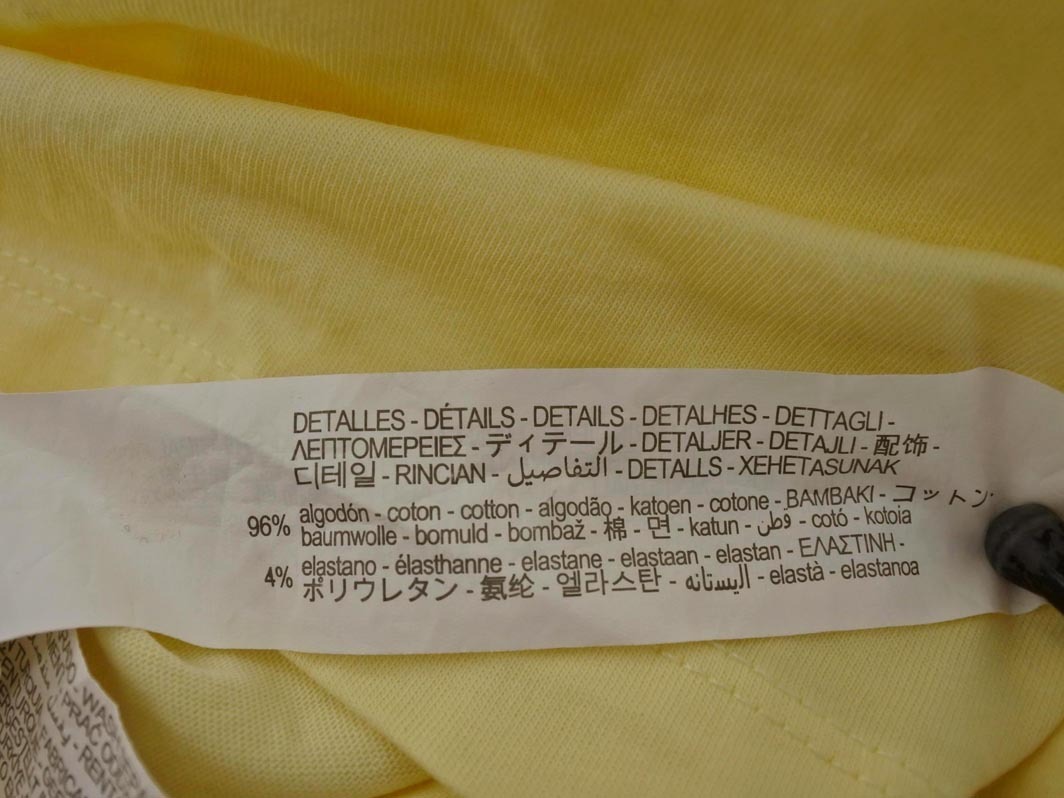 DETALLES - DÉTAILS - DETAILS - DETALHES - DETTAGLI -
ΛΕΠΤΟΜΕΡΕΙΕΣ - ディテール - DETALJER - DETAJLI - 配饰 -
디테일 - RINCIAN - التفاصيل - DETALLS - XEHETASUNAK
96% algodón - coton - cotton - algodão - katoen - cotone - BAMBAKI - コットン
baumwolle - bomuld - bombaž - 棉 - 면 - katun - قطن - cotó - kotoia
4% elastano - élasthanne - elastane - elastaan - elastan - ΕΛΑΣΤΙΝΗ -
ポリウレタン - 氨纶 - 엘라스탄 - اليستانه - elastà - elastanoa